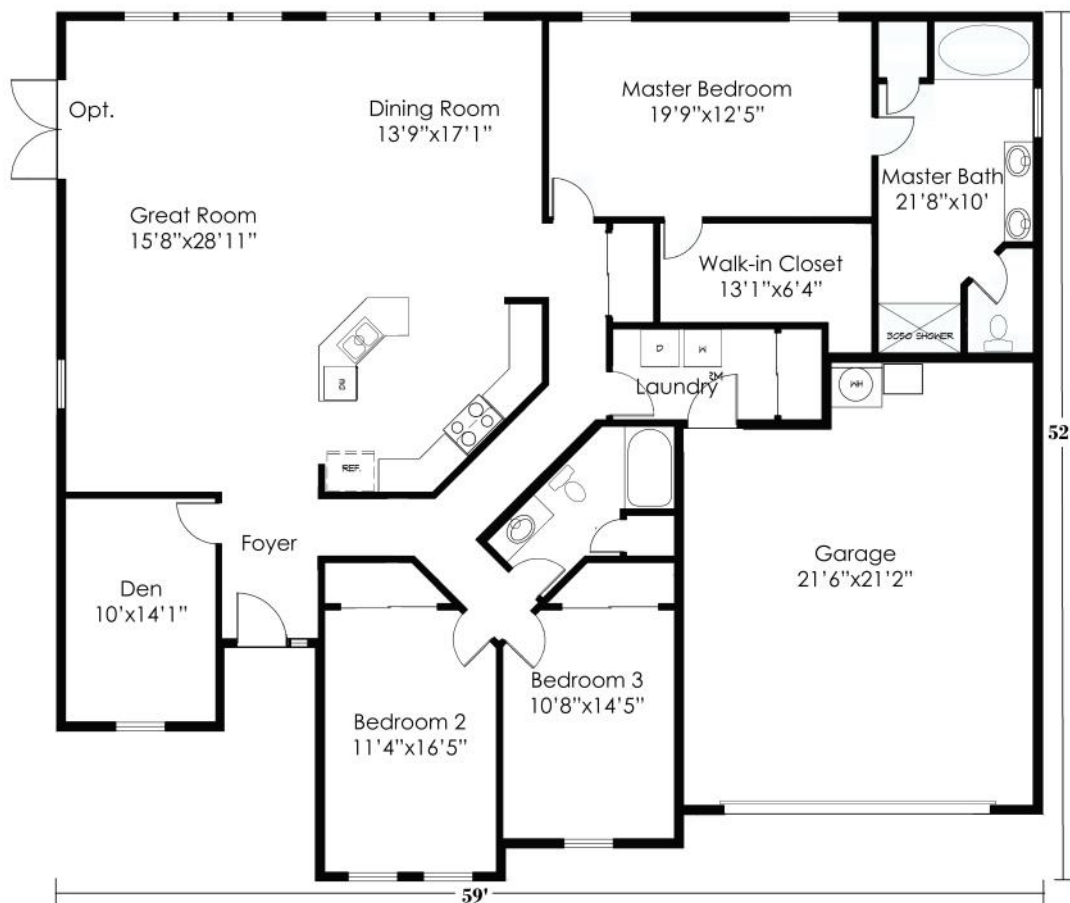 Opt.
Dining Room
13'9"x17'1"
Master Bedroom
19'9"x12'5"
Master Bath
21'8"x10'
Great Room
15'8"x28'11"
Walk-in Closet
13'1"x6'4"
3050 SHOWER
D
W
Laundry
WH
52
REF.
Foyer
Den
10'x14'1"
Garage
21'6"x21'2"
Bedroom 2
11'4"x16'5"
Bedroom 3
10'8"x14'5"
59'